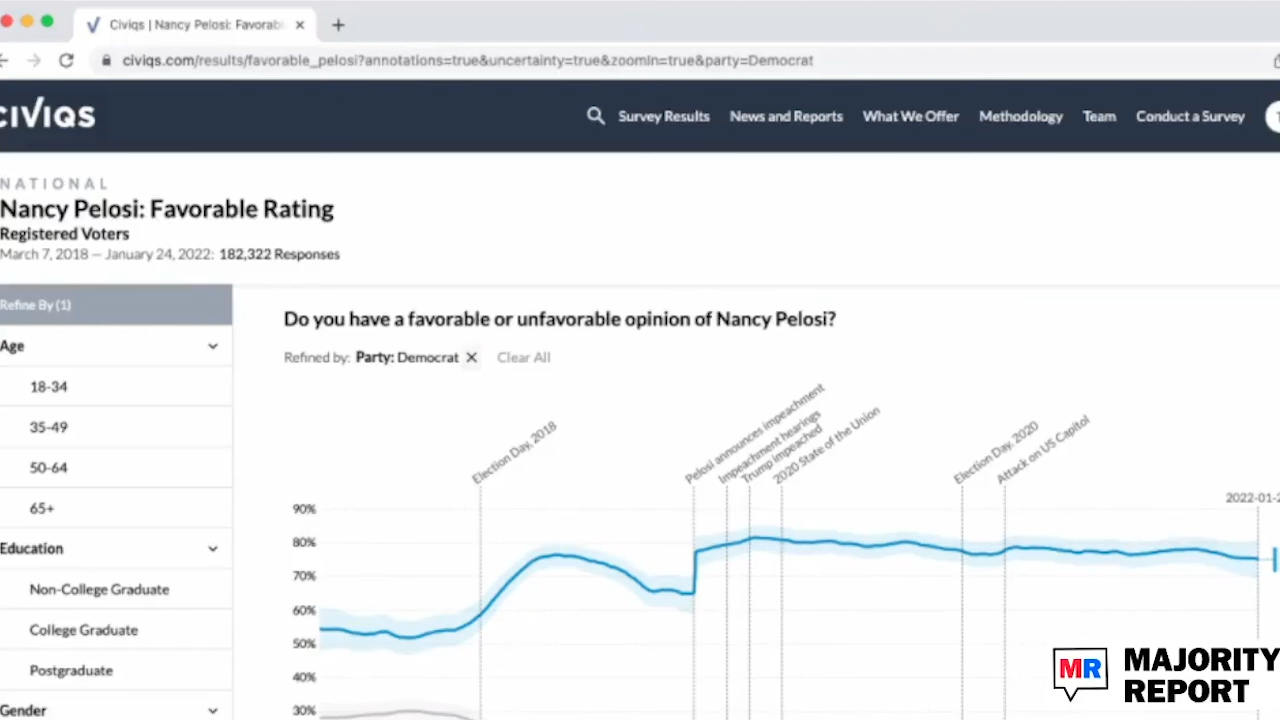 Civiqs | Nancy Pelosi: Favorab
civiqs.com/results/favorable_pelosi?annotations=true&uncertainty=true&zoomIn=true&party=Democrat
CIVIQS
Survey Results News and Reports What We Offer Methodology Team Conduct a Survey
NATIONAL
Nancy Pelosi: Favorable Rating
Registered Voters
March 7, 2018 — January 24, 2022: 182,322 Responses
Refine By (1)
Age
18-34
35-49
50-64
65+
Education
Non-College Graduate
College Graduate
Postgraduate
Gender
Do you have a favorable or unfavorable opinion of Nancy Pelosi?
Refined by: Party: Democrat × Clear All
Election Day, 2018
Pelosi announces impeachment
Impeachment hearings
Trump impeached
2020 State of the Union
Election Day, 2020
Attack on US Capitol
2022-01-2
90%
80%
70%
60%
50%
40%
30%
MR MAJORITY
REPORT